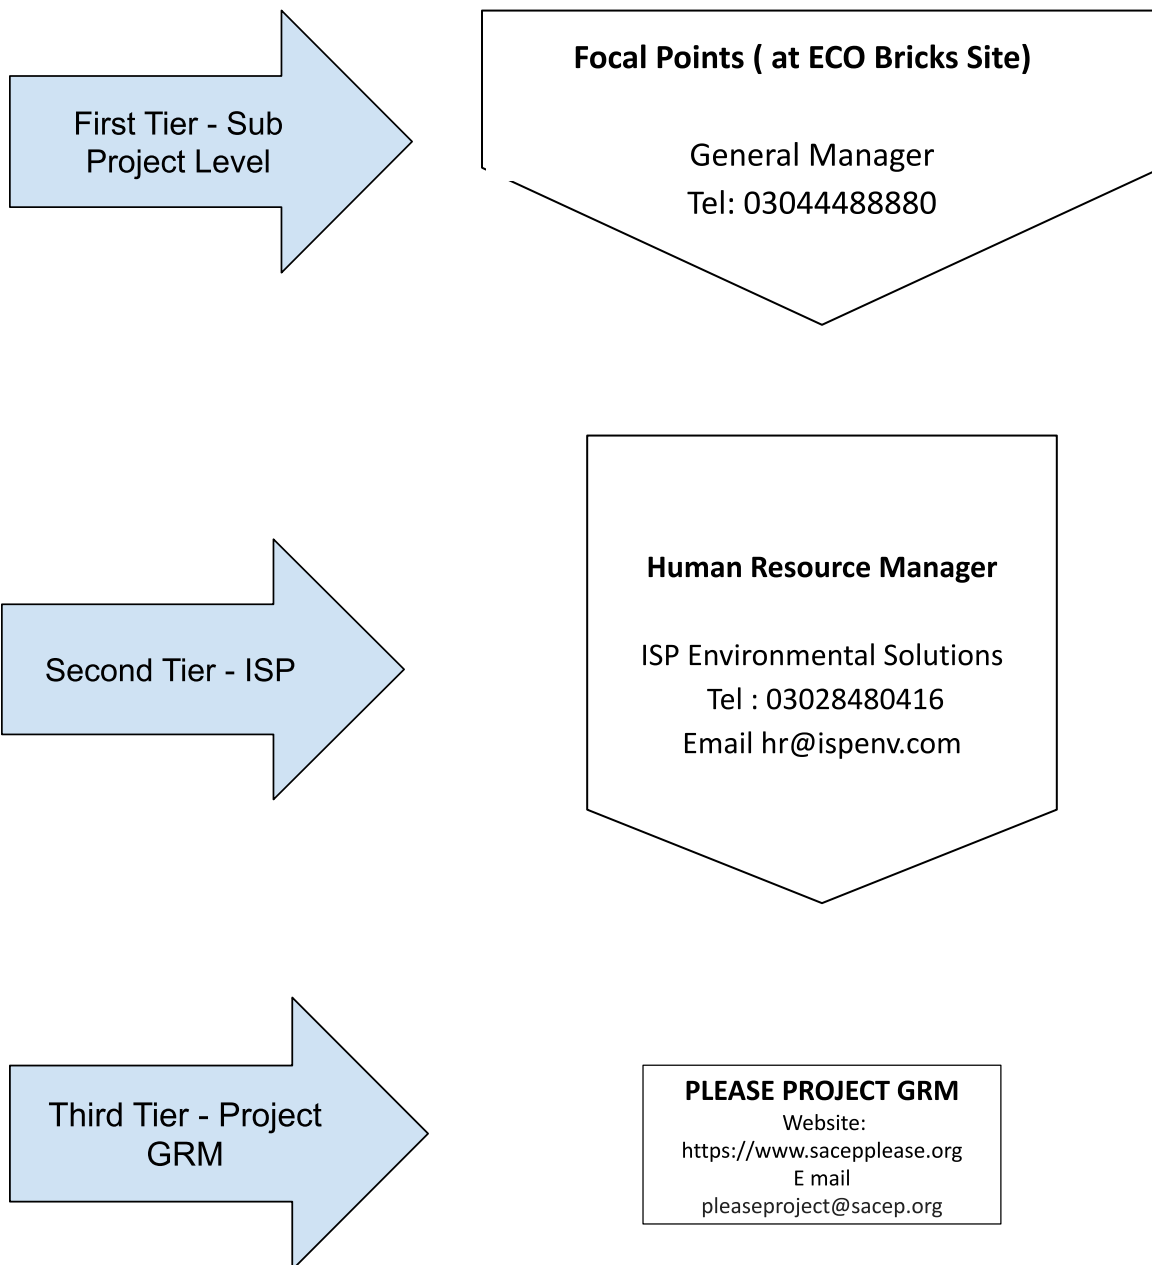 First Tier - Sub
Project Level
Focal Points ( at ECO Bricks Site)
General Manager
Tel: 03044488880
Second Tier - ISP
Human Resource Manager
ISP Environmental Solutions
Tel : 03028480416
Email hr@ispenv.com
Third Tier - Project
GRM
PLEASE PROJECT GRM
Website:
https://www.sacepplease.org
E mail
pleaseproject@sacep.org